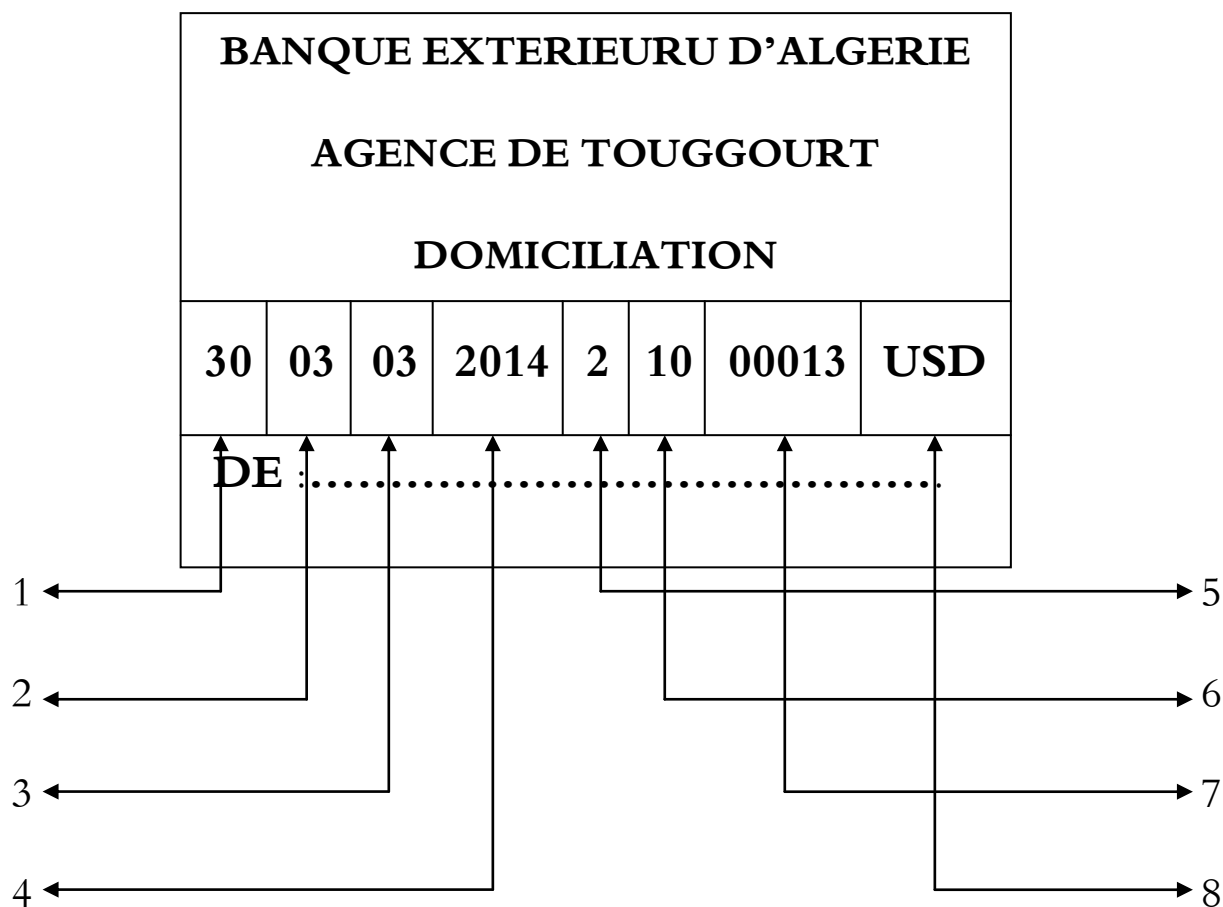 BANQUE EXTERIEURU D’ALGERIE
AGENCE DE TOUGGOURT
DOMICILIATION
30 03 03 2014 2 10 00013 USD
DE :..................................
1 5
2 6
3 7
4 8